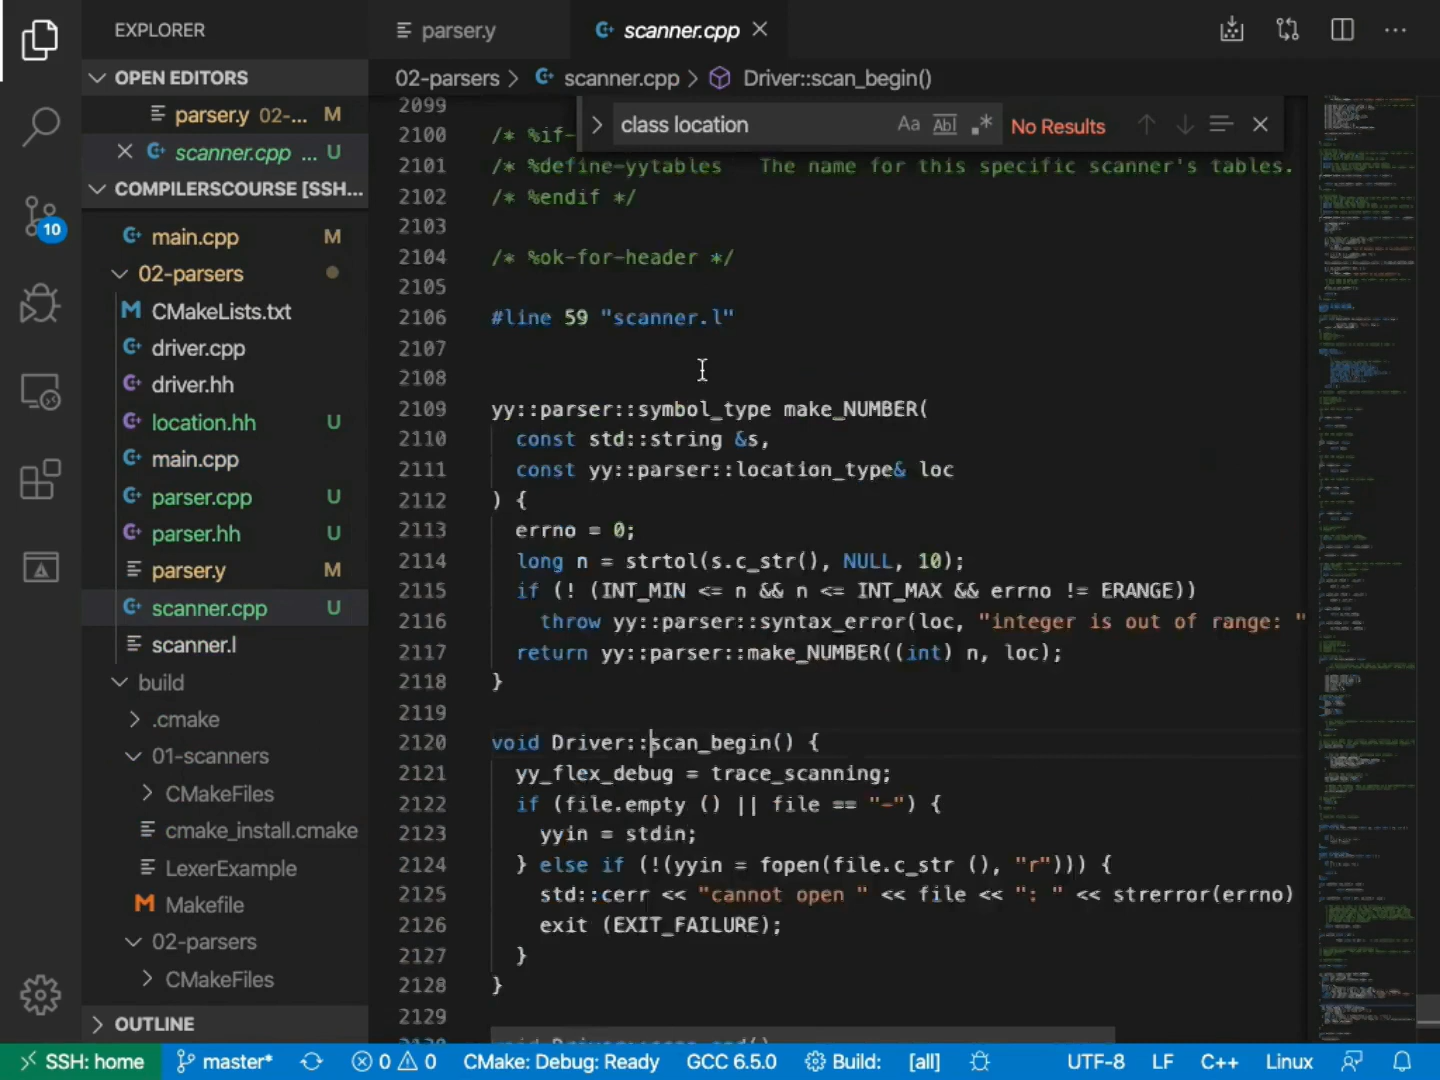 EXPLORER
parser.y
scanner.cpp
OPEN EDITORS
parser.y 02-... M
scanner.cpp ... U
COMPILERSCOURSE [SSH...
main.cpp M
02-parsers
CMakeLists.txt
driver.cpp
driver.hh
location.hh U
main.cpp
parser.cpp U
parser.hh U
parser.y M
scanner.cpp U
scanner.l
build
.cmake
01-scanners
CMakeFiles
cmake_install.cmake
LexerExample
Makefile
02-parsers
CMakeFiles
OUTLINE
10
02-parsers > scanner.cpp > Driver::scan_begin()
class location Aa Abl .* No Results
2099
2100 /* %if-
2101 /* %define-yytables   The name for this specific scanner's tables.
2102 /* %endif */
2103
2104 /* %ok-for-header */
2105
2106 #line 59 "scanner.l"
2107
2108
2109 yy::parser::symbol_type make_NUMBER(
2110 const std::string &s,
2111 const yy::parser::location_type& loc
2112 ) {
2113 errno = 0;
2114 long n = strtol(s.c_str(), NULL, 10);
2115 if (! (INT_MIN <= n && n <= INT_MAX && errno != ERANGE))
2116 throw yy::parser::syntax_error(loc, "integer is out of range: "
2117 return yy::parser::make_NUMBER((int) n, loc);
2118 }
2119
2120 void Driver::scan_begin() {
2121 yy_flex_debug = trace_scanning;
2122 if (file.empty () || file == "-") {
2123 yyin = stdin;
2124 } else if (!(yyin = fopen(file.c_str (), "r"))) {
2125 std::cerr << "cannot open " << file << ": " << strerror(errno)
2126 exit (EXIT_FAILURE);
2127 }
2128 }
2129
SSH: home master* 0 0 CMake: Debug: Ready GCC 6.5.0 Build: [all] UTF-8 LF C++ Linux